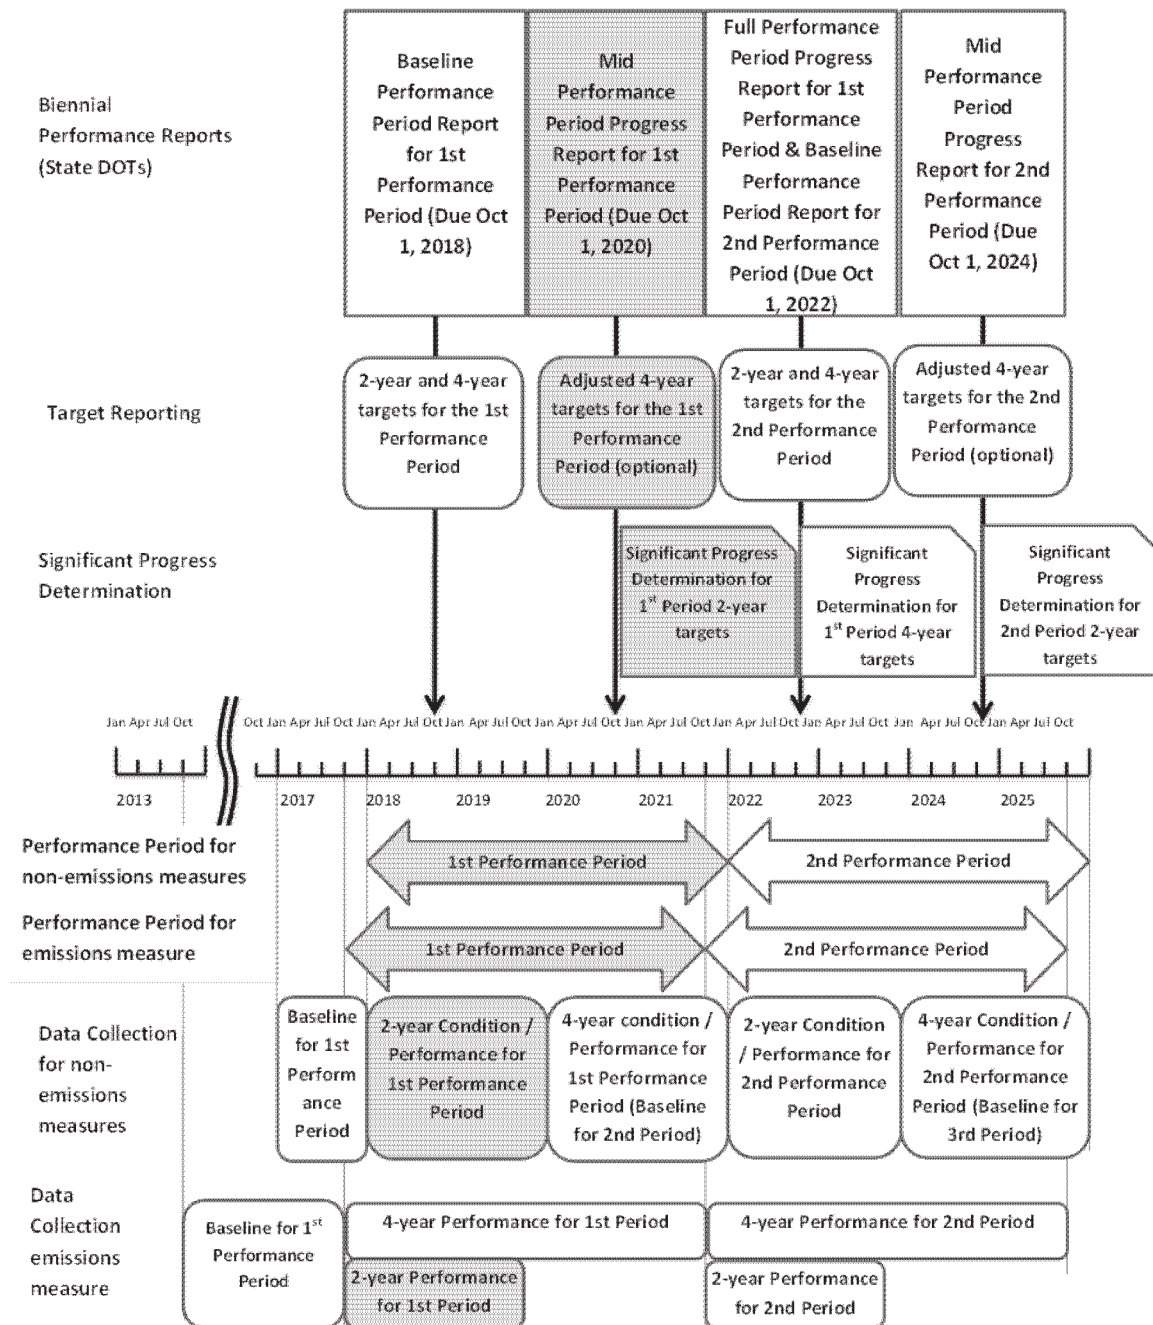 Biennial
Performance Reports
(State DOTs)
Baseline
Performance
Period Report
for 1st
Performance
Period (Due Oct
1, 2018)
Mid
Performance
Period Progress
Report for 1st
Performance
Period (Due Oct
1, 2020)
Full Performance
Period Progress
Report for 1st
Performance
Period & Baseline
Performance
Period Report for
2nd Performance
Period (Due Oct
1, 2022)
Mid
Performance
Period
Progress
Report for 2nd
Performance
Period (Due
Oct 1, 2024)
Target Reporting
2-year and 4-year
targets for the 1st
Performance
Period
Adjusted 4-year
targets for the 1st
Performance
Period (optional)
2-year and 4-year
targets for the
2nd Performance
Period
Adjusted 4-year
targets for the 2nd
Performance
Period (optional)
Significant Progress
Determination
Significant Progress
Determination for
1st Period 2-year
targets
Significant
Progress
Determination for
1st Period 4-year
targets
Significant
Progress
Determination for
2nd Period 2-year
targets
Jan Apr Jul Oct Oct Jan Apr Jul Oct Jan Apr Jul Oct Jan Apr Jul Oct Jan Apr Jul Oct Jan Apr Jul Oct Jan Apr Jul Oct Jan Apr Jul Oct Jan Apr Jul Oct Jan Apr Jul Oct
2013 2017 2018 2019 2020 2021 2022 2023 2024 2025
Performance Period for
non-emissions measures
1st Performance Period
2nd Performance Period
Performance Period for
emissions measure
1st Performance Period
2nd Performance Period
Data Collection
for non-
emissions
measures
Baseline
for 1st
Perform
ance
Period
2-year Condition /
Performance for
1st Performance
Period
4-year condition /
Performance for
1st Performance
Period (Baseline
for 2nd Period)
2-year Condition
/ Performance for
2nd Performance
Period
4-year Condition /
Performance for
2nd Performance
Period (Baseline for
3rd Period)
Data
Collection
emissions
measure
Baseline for 1st
Performance
Period
4-year Performance for 1st Period
2-year Performance
for 1st Period
4-year Performance for 2nd Period
2-year Performance
for 2nd Period